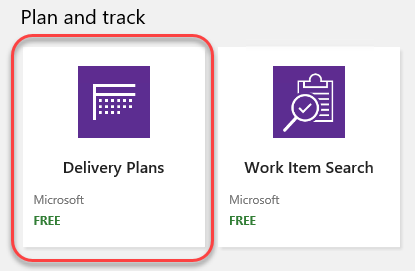 Plan and track
Delivery Plans
Microsoft
FREE
Work Item Search
Microsoft
FREE